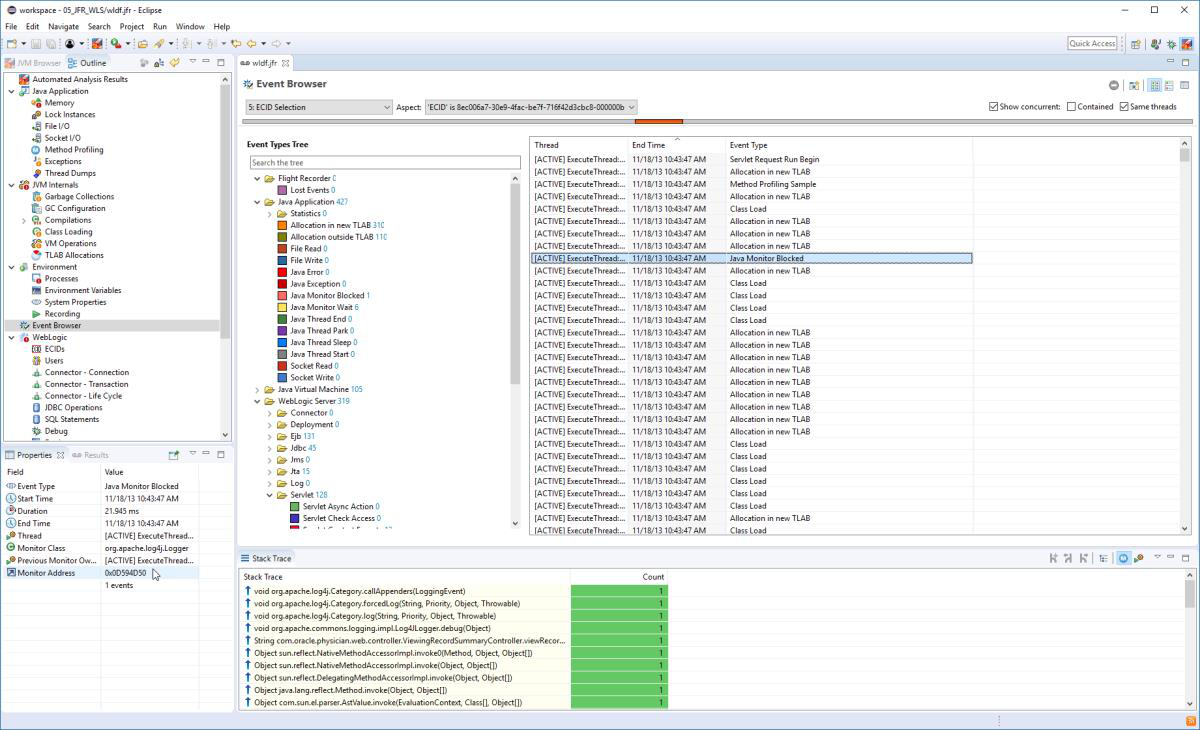 workspace - 05_JFR_WLS/wldf.jfr - Eclipse
File Edit Navigate Search Project Run Window Help
Quick Access
JVM Browser Outline
Automated Analysis Results
Java Application
Memory
Lock Instances
File I/O
Socket I/O
Method Profiling
Exceptions
Thread Dumps
JVM Internals
Garbage Collections
GC Configuration
Compilations
Class Loading
VM Operations
TLAB Allocations
Environment
Processes
Environment Variables
System Properties
Recording
Event Browser
WebLogic
ECIDs
Users
Connector - Connection
Connector - Transaction
Connector - Life Cycle
JDBC Operations
SQL Statements
Debug
Properties Results
Field Value
Event Type Java Monitor Blocked
Start Time 11/18/13 10:43:47 AM
Duration 21.945 ms
End Time 11/18/13 10:43:47 AM
Thread [ACTIVE] ExecuteThread...
Monitor Class org.apache.log4j.Logger
Previous Monitor Ow... [ACTIVE] ExecuteThread...
Monitor Address 0x0D594D50
1 events
wldf.jfr
Event Browser
5: ECID Selection Aspect: 'ECID' is 8ec006a7-30e9-4fac-be7f-716f42d3cbc8-000000b Show concurrent: Contained Same threads
Event Types Tree
Search the tree
Flight Recorder 0
Lost Events 0
Java Application 427
Statistics 0
Allocation in new TLAB 310
Allocation outside TLAB 110
File Read 0
File Write 0
Java Error 0
Java Exception 0
Java Monitor Blocked 1
Java Monitor Wait 6
Java Thread End 0
Java Thread Park 0
Java Thread Sleep 0
Java Thread Start 0
Socket Read 0
Socket Write 0
Java Virtual Machine 105
WebLogic Server 319
Connector 0
Deployment 0
Ejb 131
Jdbc 45
Jms 0
Jta 15
Log 0
Servlet 128
Servlet Async Action 0
Servlet Check Access 0
Thread End Time Event Type
[ACTIVE] ExecuteThread:... 11/18/13 10:43:47 AM Servlet Request Run Begin
[ACTIVE] ExecuteThread:... 11/18/13 10:43:47 AM Allocation in new TLAB
[ACTIVE] ExecuteThread:... 11/18/13 10:43:47 AM Method Profiling Sample
[ACTIVE] ExecuteThread:... 11/18/13 10:43:47 AM Allocation in new TLAB
[ACTIVE] ExecuteThread:... 11/18/13 10:43:47 AM Class Load
[ACTIVE] ExecuteThread:... 11/18/13 10:43:47 AM Allocation in new TLAB
[ACTIVE] ExecuteThread:... 11/18/13 10:43:47 AM Allocation in new TLAB
[ACTIVE] ExecuteThread:... 11/18/13 10:43:47 AM Allocation in new TLAB
[ACTIVE] ExecuteThread:... 11/18/13 10:43:47 AM Java Monitor Blocked
[ACTIVE] ExecuteThread:... 11/18/13 10:43:47 AM Allocation in new TLAB
[ACTIVE] ExecuteThread:... 11/18/13 10:43:47 AM Class Load
[ACTIVE] ExecuteThread:... 11/18/13 10:43:47 AM Class Load
[ACTIVE] ExecuteThread:... 11/18/13 10:43:47 AM Class Load
[ACTIVE] ExecuteThread:... 11/18/13 10:43:47 AM Class Load
[ACTIVE] ExecuteThread:... 11/18/13 10:43:47 AM Allocation in new TLAB
[ACTIVE] ExecuteThread:... 11/18/13 10:43:47 AM Allocation in new TLAB
[ACTIVE] ExecuteThread:... 11/18/13 10:43:47 AM Allocation in new TLAB
[ACTIVE] ExecuteThread:... 11/18/13 10:43:47 AM Allocation in new TLAB
[ACTIVE] ExecuteThread:... 11/18/13 10:43:47 AM Allocation in new TLAB
[ACTIVE] ExecuteThread:... 11/18/13 10:43:47 AM Allocation in new TLAB
[ACTIVE] ExecuteThread:... 11/18/13 10:43:47 AM Allocation in new TLAB
[ACTIVE] ExecuteThread:... 11/18/13 10:43:47 AM Allocation in new TLAB
[ACTIVE] ExecuteThread:... 11/18/13 10:43:47 AM Allocation in new TLAB
[ACTIVE] ExecuteThread:... 11/18/13 10:43:47 AM Class Load
[ACTIVE] ExecuteThread:... 11/18/13 10:43:47 AM Class Load
[ACTIVE] ExecuteThread:... 11/18/13 10:43:47 AM Class Load
[ACTIVE] ExecuteThread:... 11/18/13 10:43:47 AM Class Load
[ACTIVE] ExecuteThread:... 11/18/13 10:43:47 AM Class Load
[ACTIVE] ExecuteThread:... 11/18/13 10:43:47 AM Class Load
[ACTIVE] ExecuteThread:... 11/18/13 10:43:47 AM Allocation in new TLAB
[ACTIVE] ExecuteThread:... 11/18/13 10:43:47 AM Class Load
Stack Trace
Stack Trace Count
void org.apache.log4j.Category.callAppenders(LoggingEvent) 1
void org.apache.log4j.Category.forcedLog(String, Priority, Object, Throwable) 1
void org.apache.log4j.Category.log(String, Priority, Object, Throwable) 1
void org.apache.commons.logging.impl.Log4JLogger.debug(Object) 1
String com.oracle.physician.web.controller.ViewingRecordSummaryController.viewRecor... 1
Object sun.reflect.NativeMethodAccessorImpl.invoke0(Method, Object, Object[]) 1
Object sun.reflect.NativeMethodAccessorImpl.invoke(Object, Object[]) 1
Object sun.reflect.DelegatingMethodAccessorImpl.invoke(Object, Object[]) 1
Object java.lang.reflect.Method.invoke(Object, Object[]) 1
Object com.sun.el.parser.AstValue.invoke(EvaluationContext, Class[], Object[]) 1